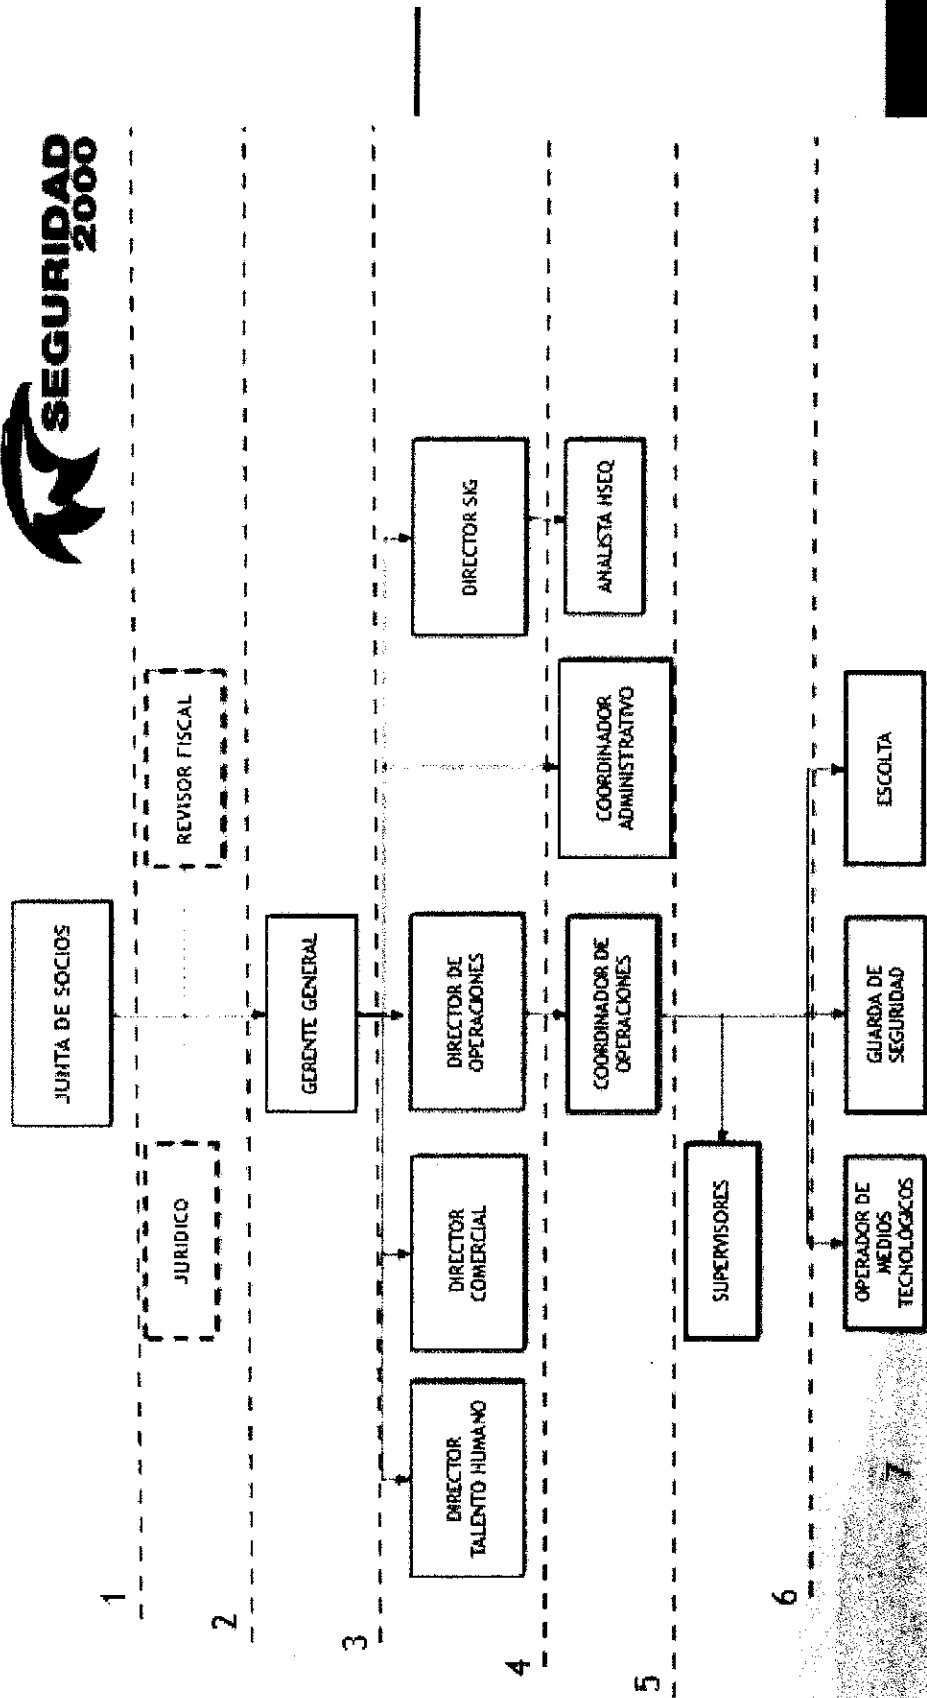 SEGURIDAD
2000
JUNTA DE SOCIOS
1
JURIDICO
REVISOR FISCAL
2
GERENTE GENERAL
3
DIRECTOR
TALENTO HUMANO
DIRECTOR
COMERCIAL
DIRECTOR DE
OPERACIONES
DIRECTOR SIG
4
COORDINADOR DE
OPERACIONES
COORDINADOR
ADMINISTRATIVO
ANALISTA HSEQ
5
SUPERVISORES
6
OPERADOR DE
MEDIOS
TECNOLÓGICOS
GUARDA DE
SEGURIDAD
ESCOLTA
7